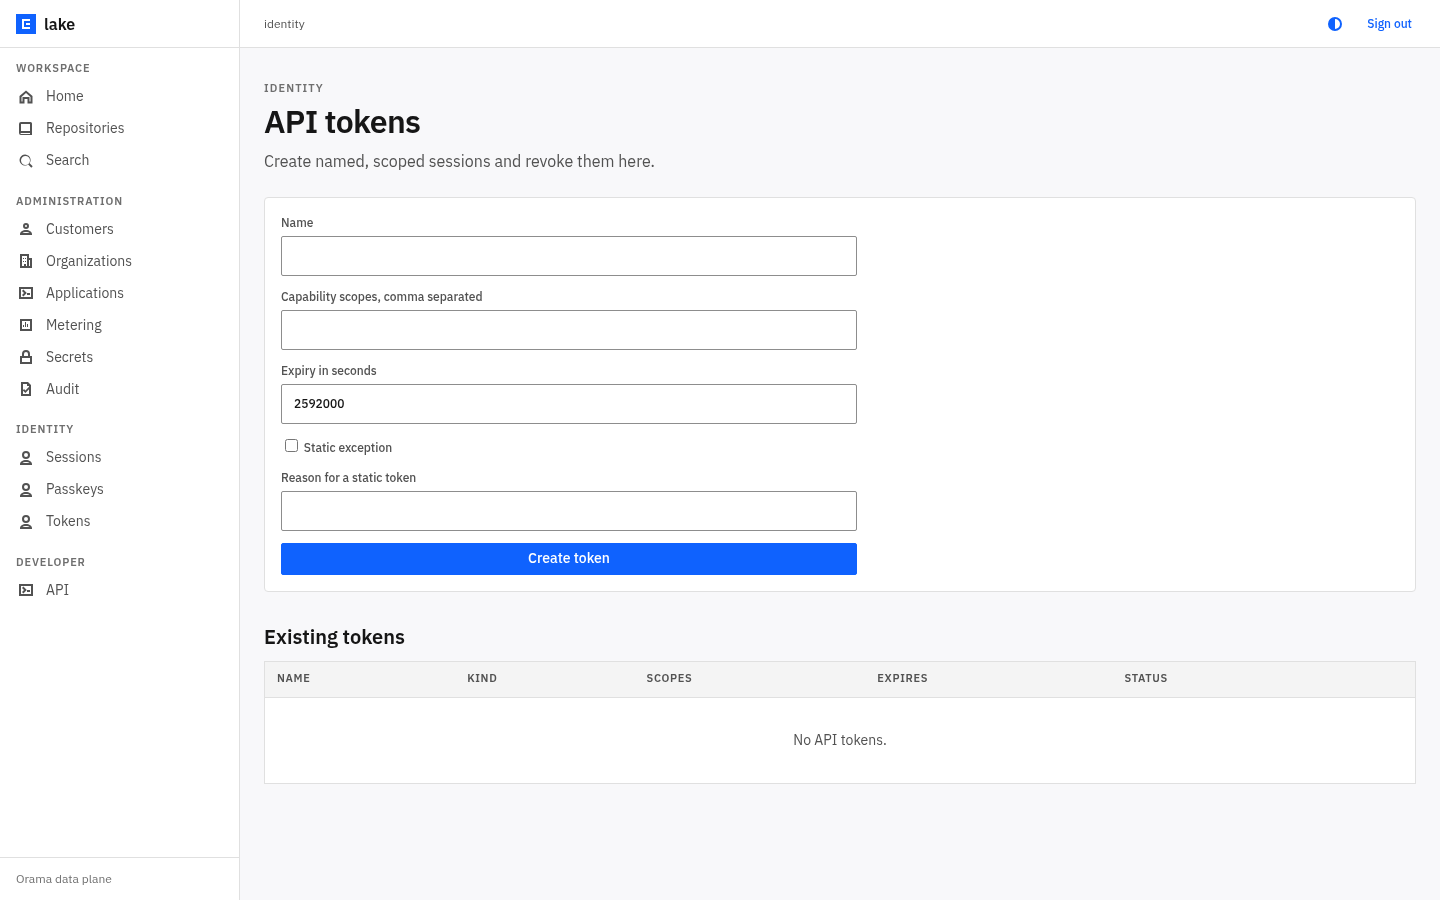 lake
identity
Sign out
WORKSPACE
Home
Repositories
Search
ADMINISTRATION
Customers
Organizations
Applications
Metering
Secrets
Audit
IDENTITY
Sessions
Passkeys
Tokens
DEVELOPER
API
Orama data plane
IDENTITY
API tokens
Create named, scoped sessions and revoke them here.
Name
Capability scopes, comma separated
Expiry in seconds
2592000
Static exception
Reason for a static token
Create token
Existing tokens
NAME KIND SCOPES EXPIRES STATUS
No API tokens.